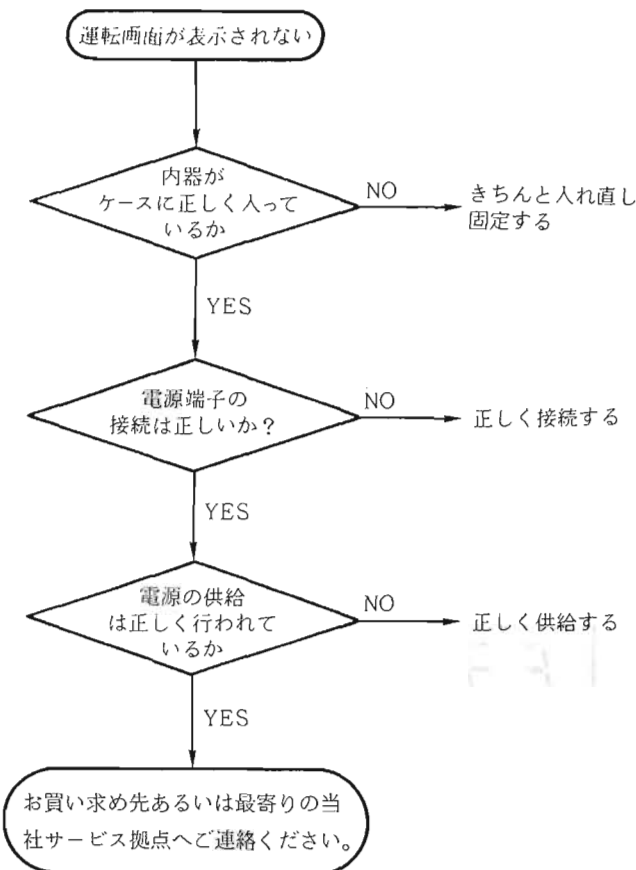 運転画面が表示されない
内器が
ケースに正しく入って
いるか
NO
きちんと入れ直し
固定する
YES
電源端子の
接続は正しいか？
NO
正しく接続する
YES
電源の供給
は正しく行われて
いるか
NO
正しく供給する
YES
お買い求め先あるいは最寄りの当
社サービス拠点へご連絡ください。